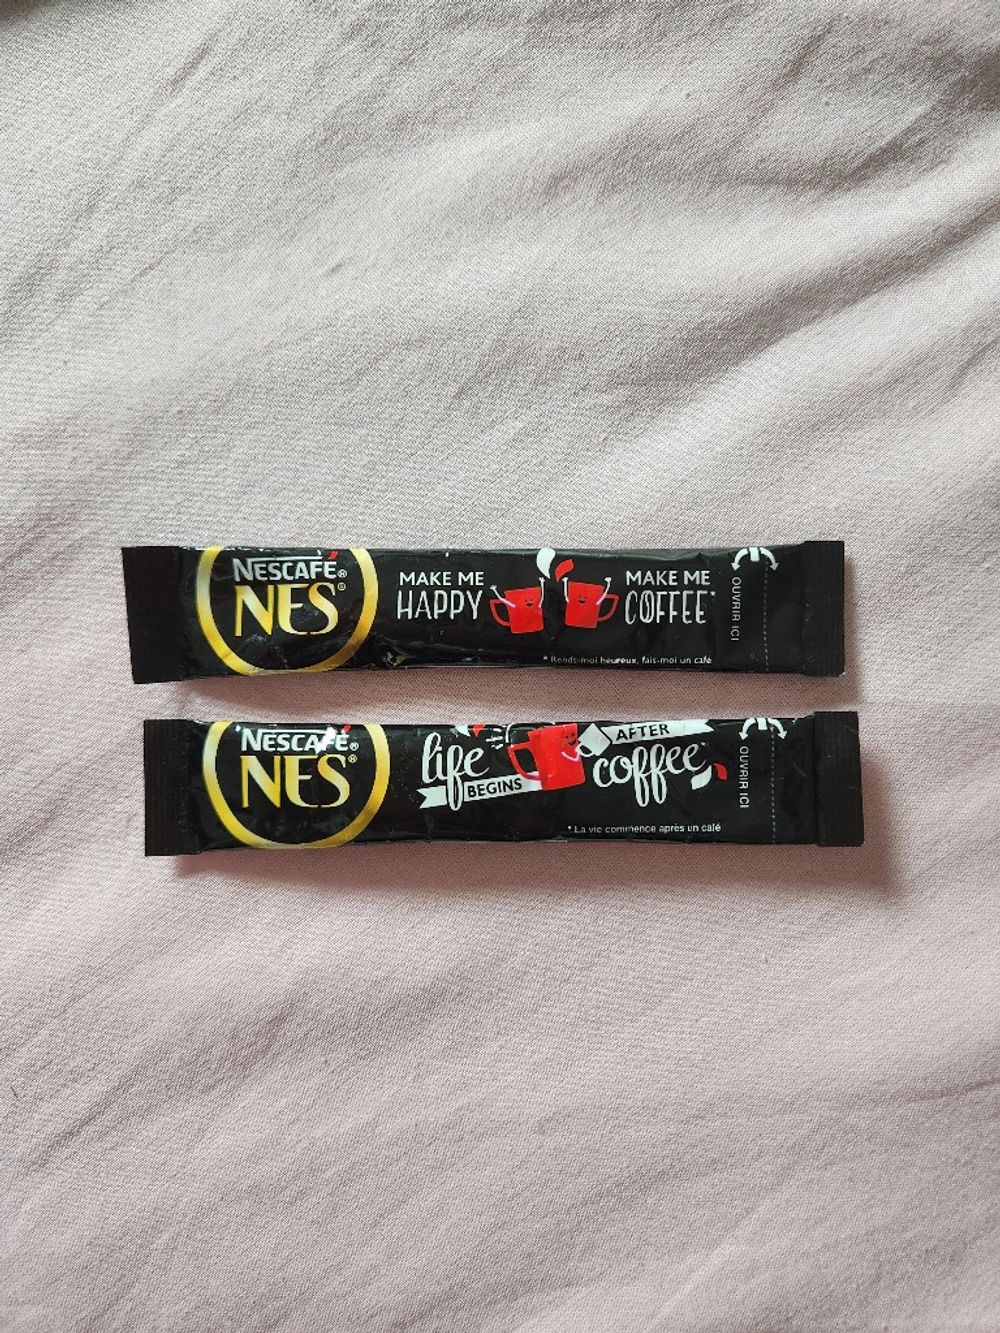 NESCAFÉ®
NES®
MAKE ME
HAPPY
MAKE ME
COFFEE*
* Rends-moi heureux, fais-moi un café
OUVRIR ICI
NESCAFÉ®
NES®
life
BEGINS
AFTER
coffee*
* La vie commence après un café
OUVRIR ICI